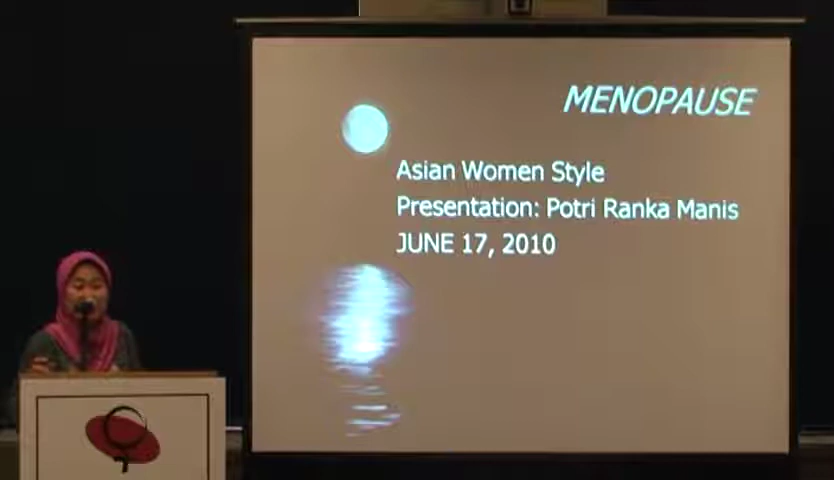 MENOPAUSE
Asian Women Style
Presentation: Potri Ranka Manis
JUNE 17, 2010